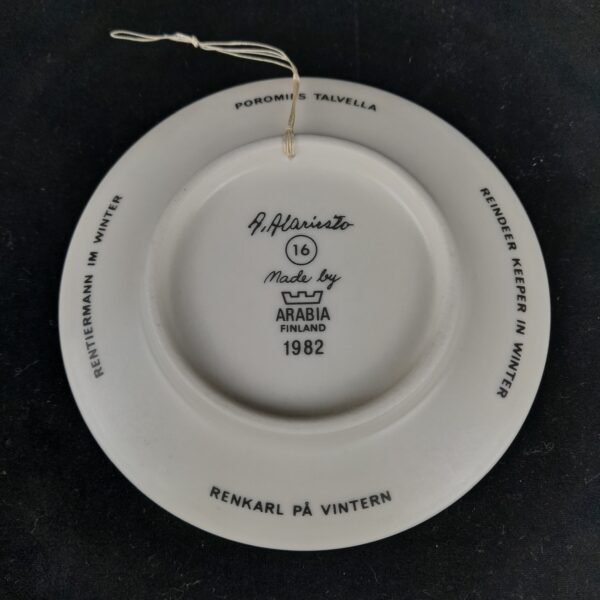 POROMIES TALVELLA
REINDEER KEEPER IN WINTER
RENKARL PÅ VINTERN
RENTIERMANN IM WINTER
A. Alariesto
16
Made by
ARABIA
FINLAND
1982